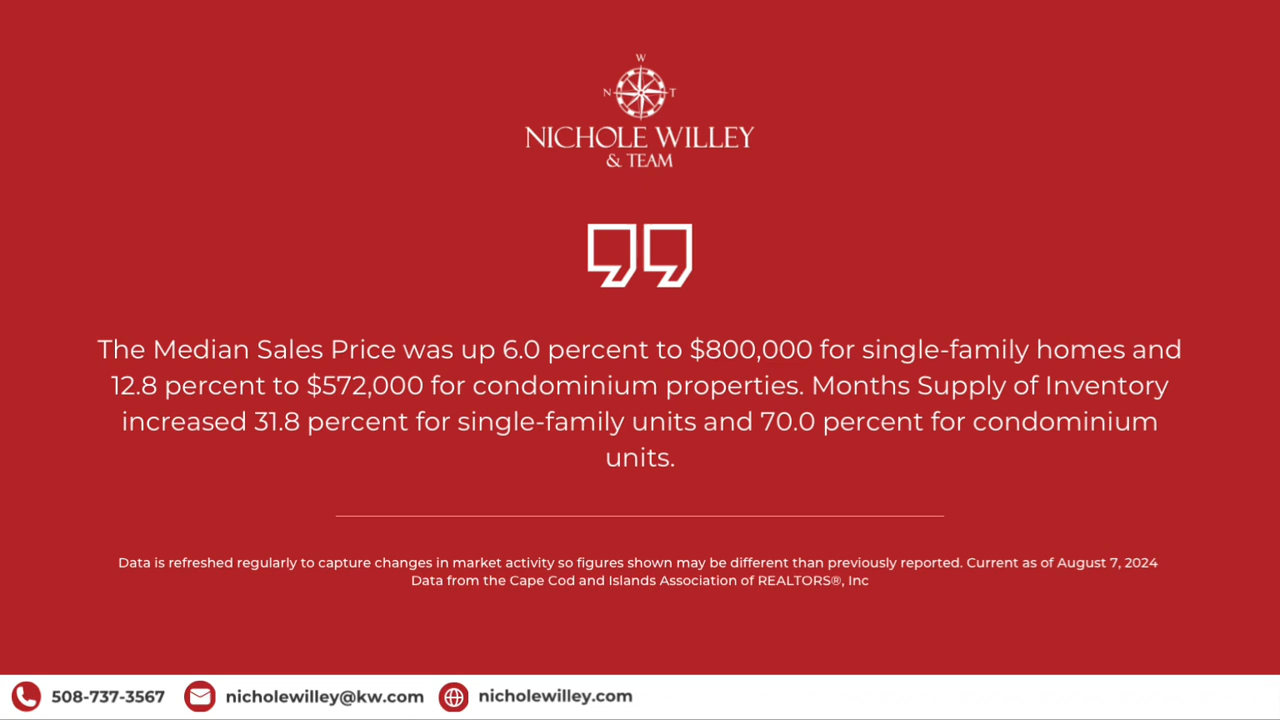 W
N T
NICHOLE WILLEY
& TEAM
The Median Sales Price was up 6.0 percent to $800,000 for single-family homes and
12.8 percent to $572,000 for condominium properties. Months Supply of Inventory
increased 31.8 percent for single-family units and 70.0 percent for condominium
units.
Data is refreshed regularly to capture changes in market activity so figures shown may be different than previously reported. Current as of August 7, 2024
Data from the Cape Cod and Islands Association of REALTORS®, Inc
508-737-3567 nicholewilley@kw.com nicholewilley.com